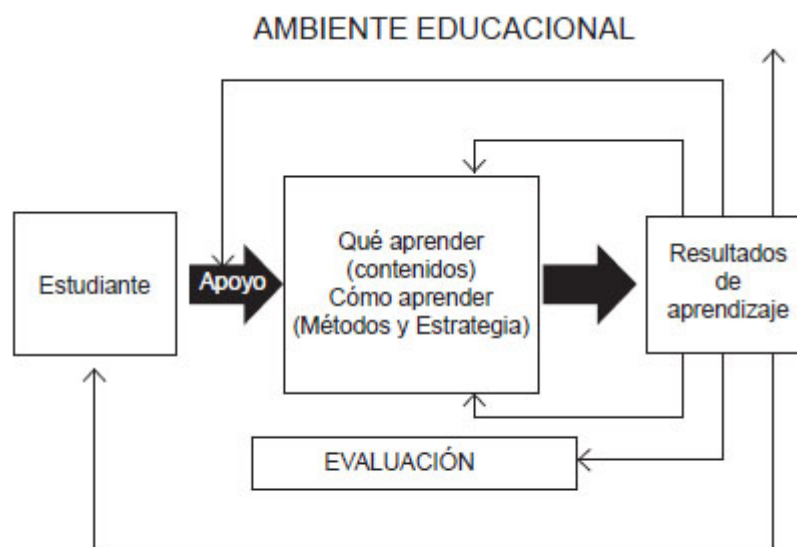 AMBIENTE EDUCACIONAL
Estudiante
Apoyo
Qué aprender
(contenidos)
Cómo aprender
(Métodos y Estrategia)
Resultados
de
aprendizaje
EVALUACIÓN